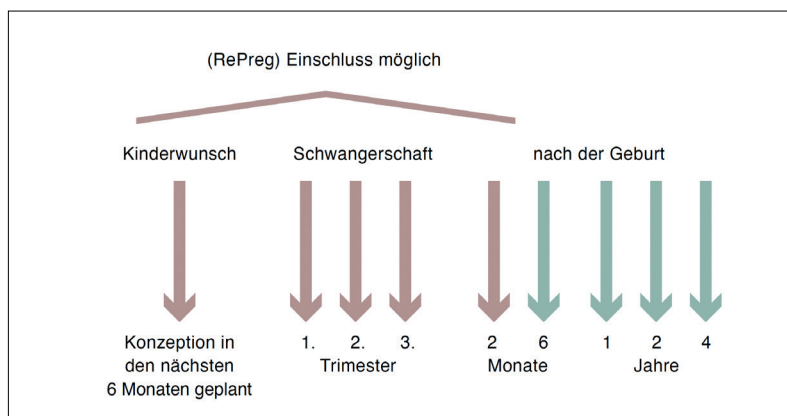 (RePreg) Einschluss möglich
Kinderwunsch Schwangerschaft nach der Geburt
Konzeption in
den nächsten
6 Monaten geplant
1. 2. 3.
Trimester
2 6
Monate
1 2 4
Jahre